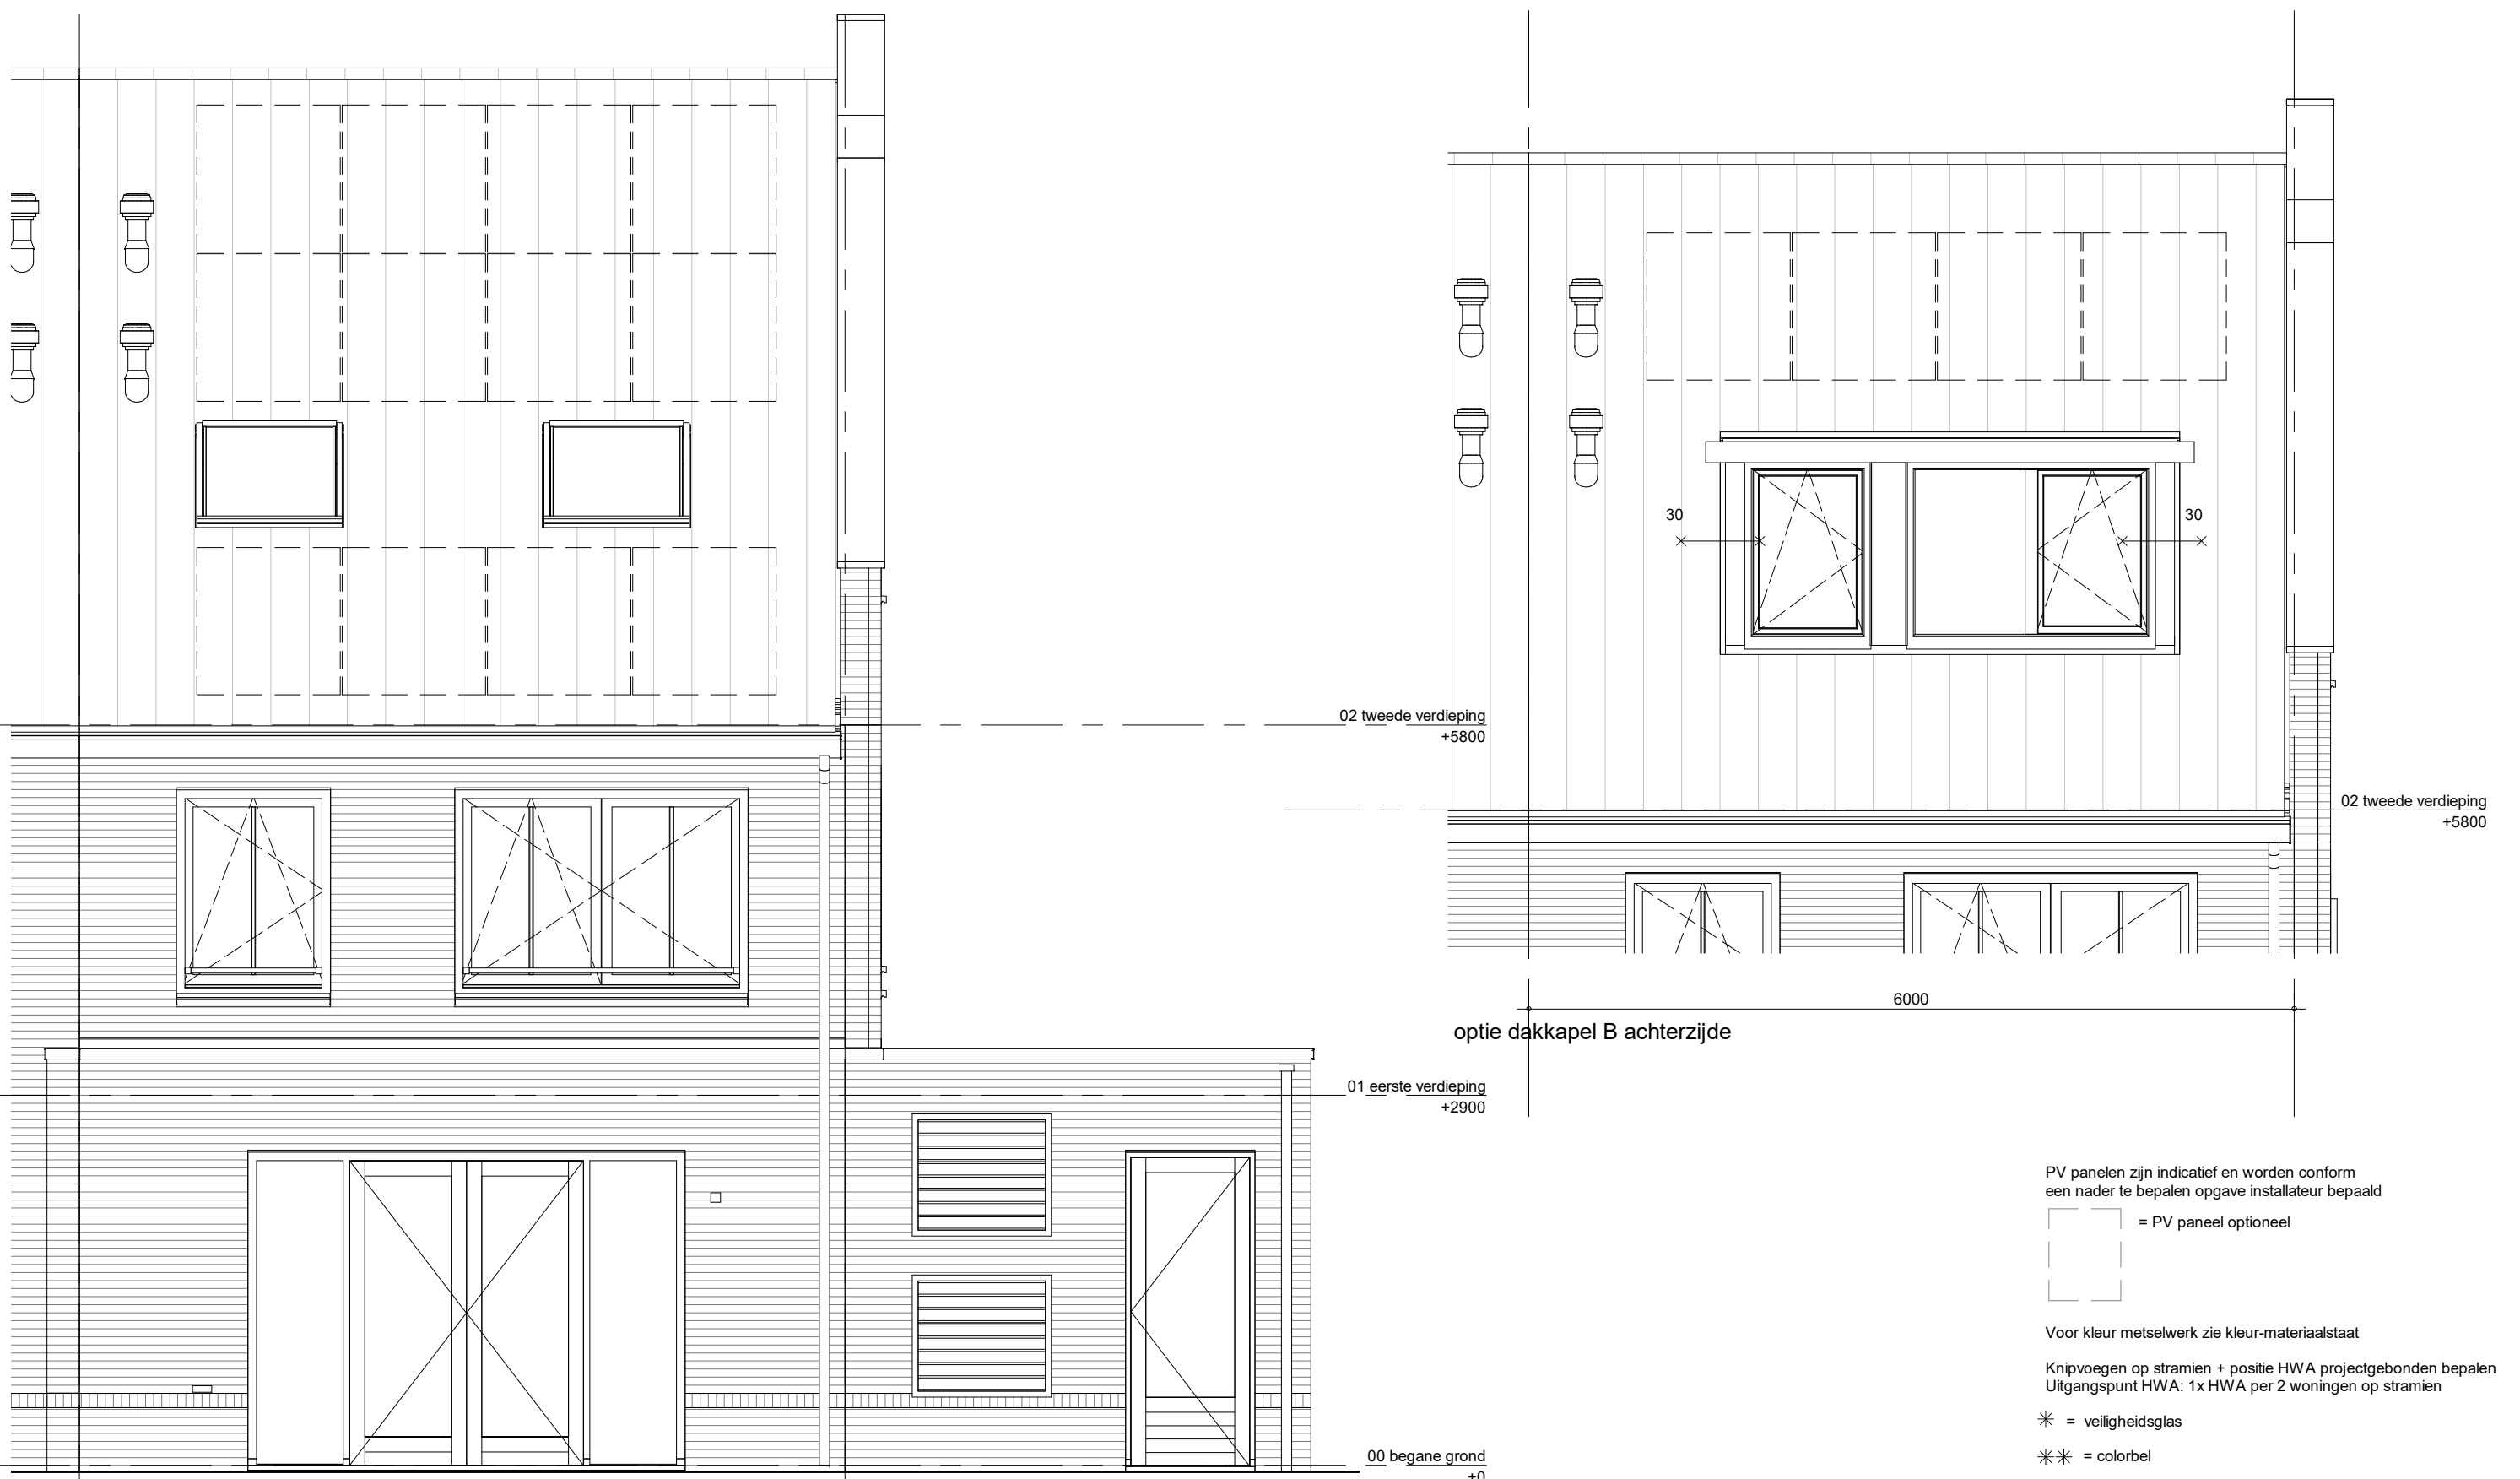 02 tweede verdieping
+5800
01 eerste verdieping
+2900
00 begane grond
+0
30
30
02 tweede verdieping
+5800
6000
optie dakkapel B achterzijde
PV panelen zijn indicatief en worden conform
een nader te bepalen opgave installateur bepaald
= PV paneel optioneel
Voor kleur metselwerk zie kleur-materiaalstaat
Knipvoegen op stramien + positie HWA projectgebonden bepalen
Uitgangspunt HWA: 1x HWA per 2 woningen op stramien
✳ = veiligheidsglas
✳✳ = colorbel